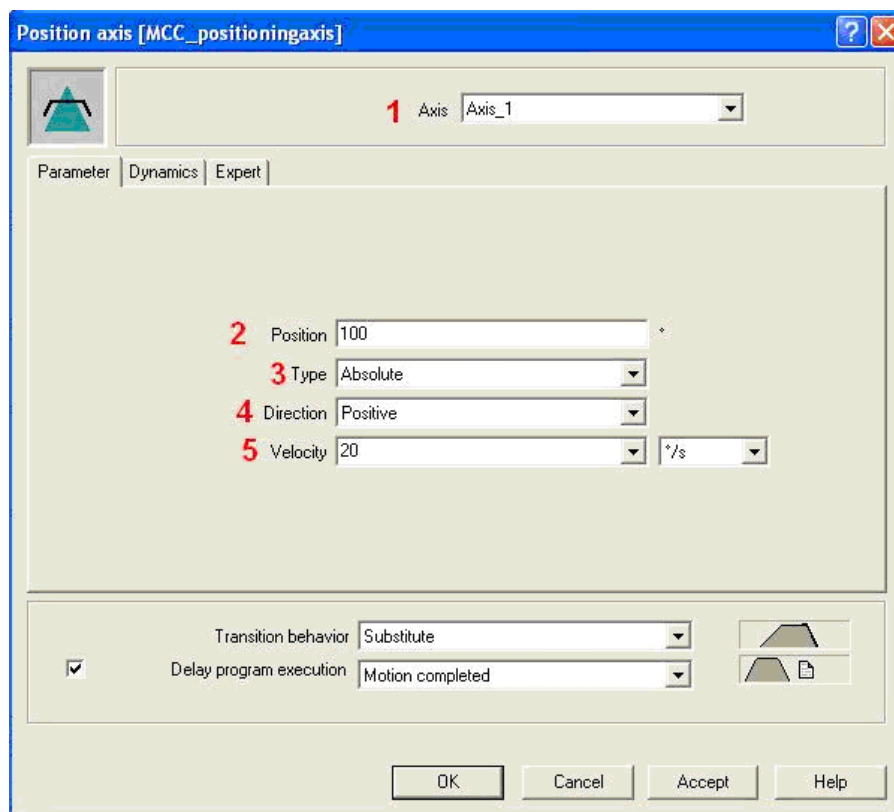 Position axis [MCC_positioningaxis]
1 Axis Axis_1
Parameter Dynamics Expert
2 Position 100 °
3 Type Absolute
4 Direction Positive
5 Velocity 20 °/s
Transition behavior Substitute
Delay program execution Motion completed
OK Cancel Accept Help